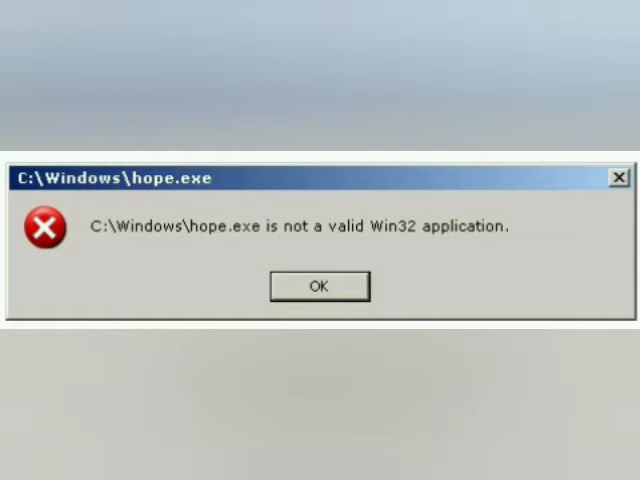 C:\Windows\hope.exe
C:\Windows\hope.exe is not a valid Win32 application.
OK